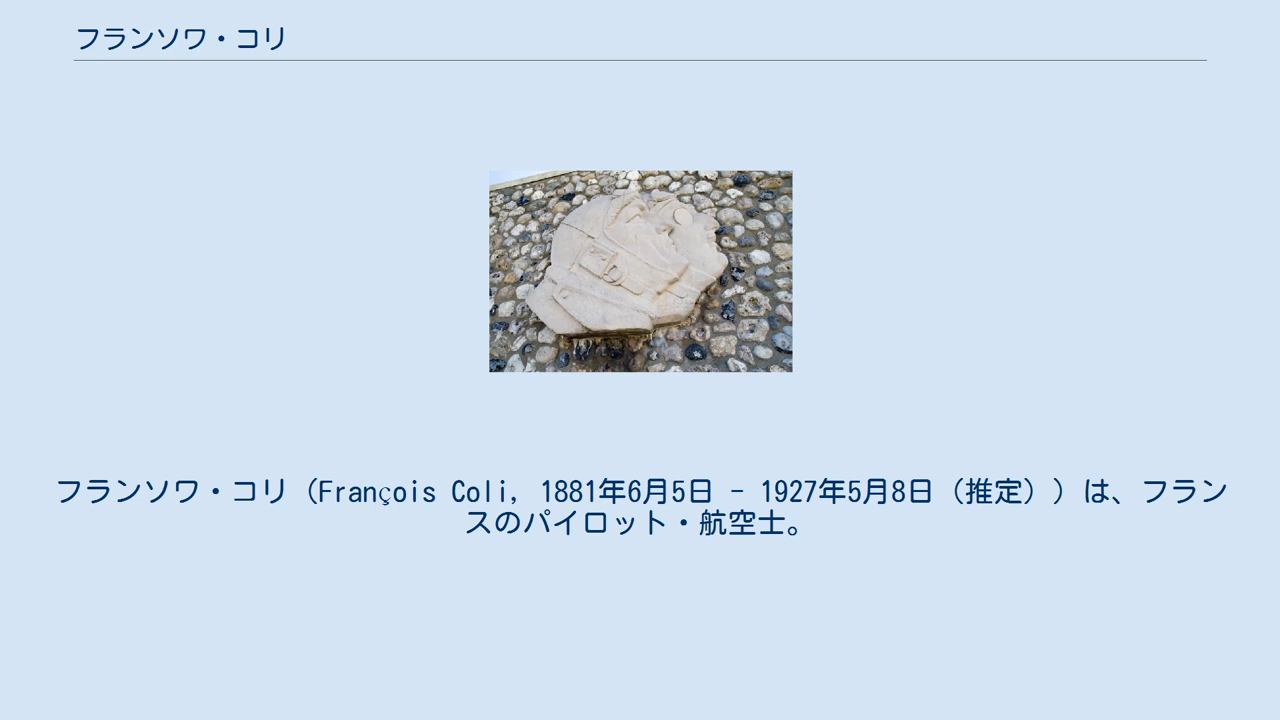 フランソワ・コリ
フランソワ・コリ（François Coli, 1881年6月5日 - 1927年5月8日（推定））は、フラン
スのパイロット・航空士。